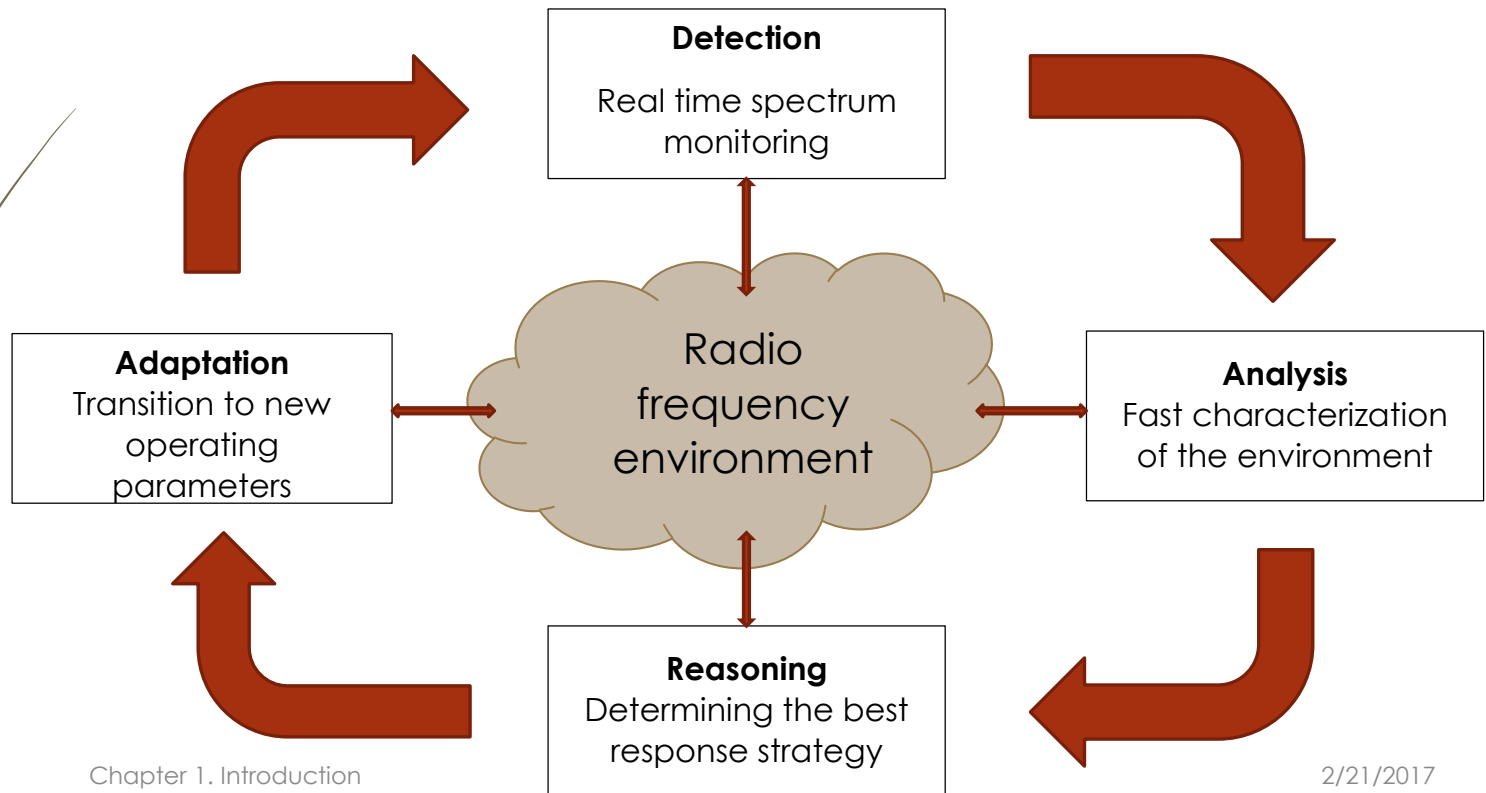 Detection
Real time spectrum
monitoring
Radio
frequency
environment
Adaptation
Transition to new
operating
parameters
Analysis
Fast characterization
of the environment
Reasoning
Determining the best
response strategy
Chapter 1. Introduction
2/21/2017